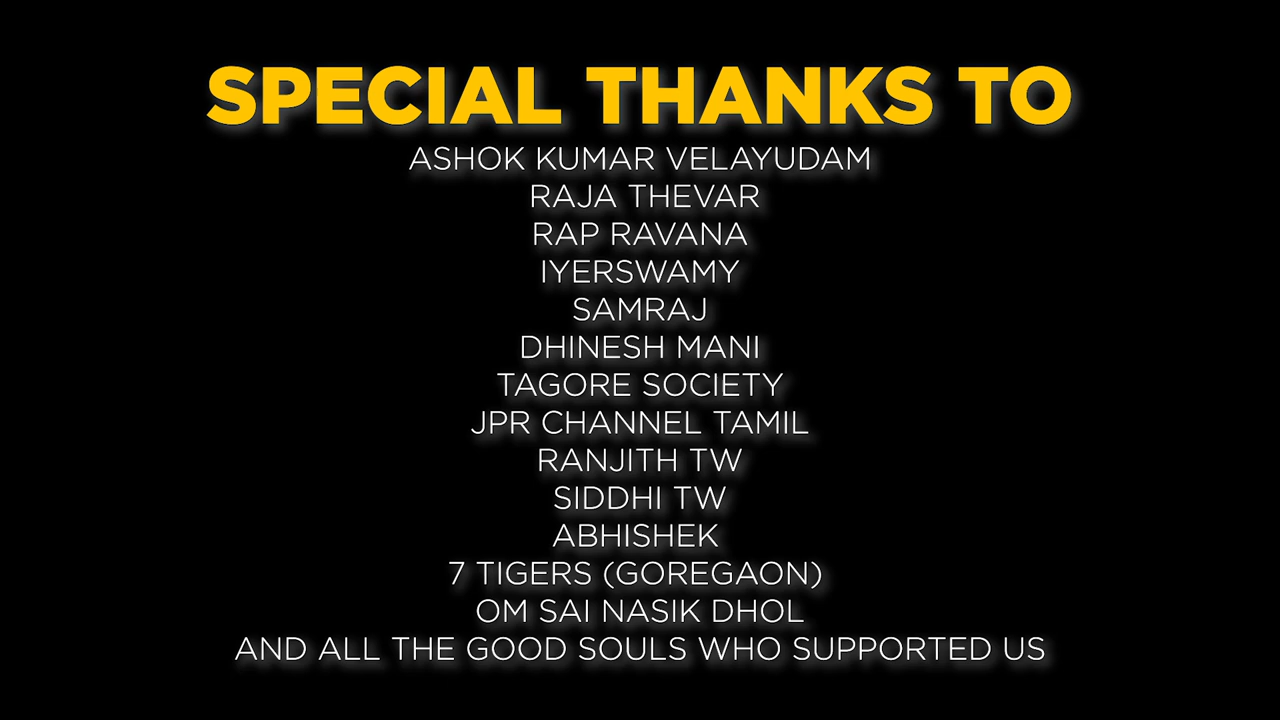 SPECIAL THANKS TO
ASHOK KUMAR VELAYUDAM
RAJA THEVAR
RAP RAVANA
IYERSWAMY
SAMRAJ
DHINESH MANI
TAGORE SOCIETY
JPR CHANNEL TAMIL
RANJITH TW
SIDDHI TW
ABHISHEK
7 TIGERS (GOREGAON)
OM SAI NASIK DHOL
AND ALL THE GOOD SOULS WHO SUPPORTED US